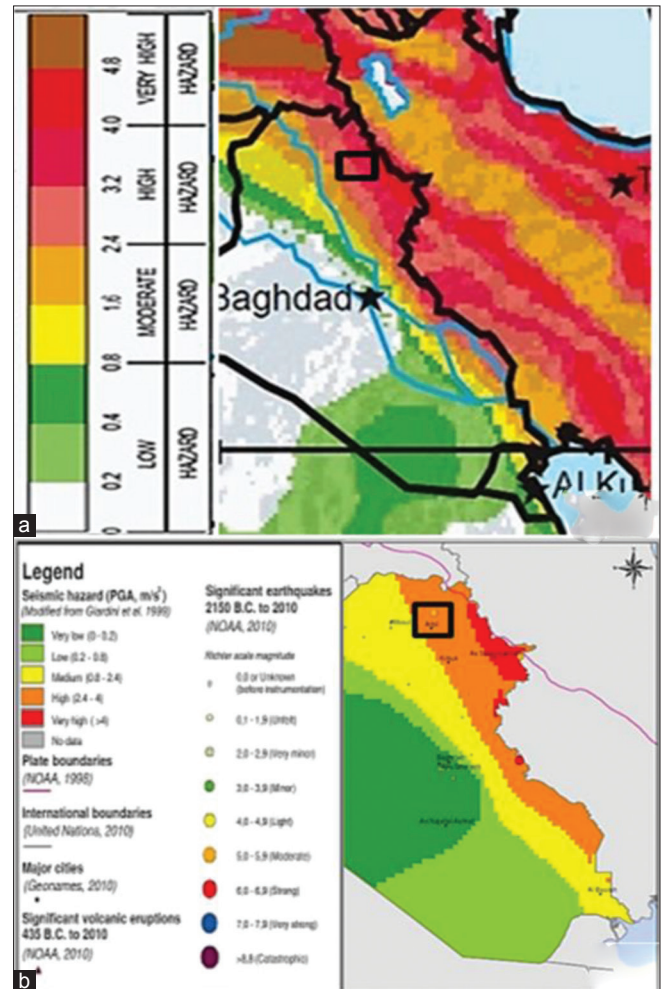 4.8
4.0
3.2
2.4
1.6
0.8
0.4
0.2
0
VERY HIGH
HAZARD
HIGH
HAZARD
MODERATE
HAZARD
LOW
HAZARD
Baghdad
T
a
Legend
Seismic hazard (PGA, m/s²)
(Modified from Giardini et al. 1999)
Very low (0 - 0.2)
Low (0.2 - 0.8)
Medium (0.8 - 2.4)
High (2.4 - 4)
Very high (>4)
No data
Plate boundaries
(NOAA, 1998)
International boundaries
(United Nations, 2010)
Major cities
(Geonames, 2010)
Significant volcanic eruptions
435 B.C. to 2010
(NOAA, 2010)
Significant earthquakes
2150 B.C. to 2010
(NOAA, 2010)
Richter scale magnitude
0,0 or Unknown
(before instrumentation)
0,1 - 1,9 (Unfelt)
2,0 - 2,9 (Very minor)
3,0 - 3,9 (Minor)
4,0 - 4,9 (Light)
5,0 - 5,9 (Moderate)
6,0 - 6,9 (Strong)
7,0 - 7,9 (Very strong)
(Catastrophic)
b